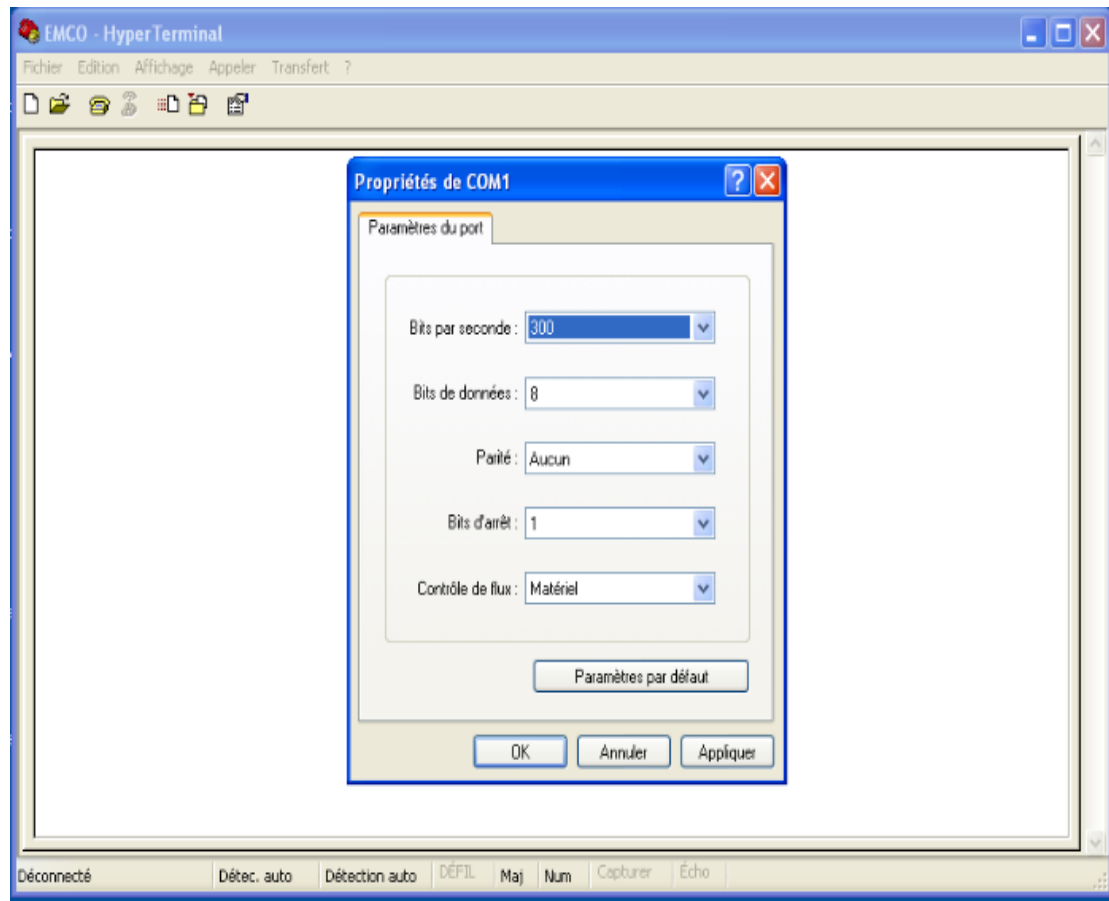 EMCO - HyperTerminal
Fichier Edition Affichage Appeler Transfert ?
Propriétés de COM1
Paramètres du port
Bits par seconde : 300
Bits de données : 8
Parité : Aucun
Bits d'arrêt : 1
Contrôle de flux : Matériel
Paramètres par défaut
OK Annuler Appliquer
Déconnecté Détec. auto Détection auto DÉFIL Maj Num Capturer Écho